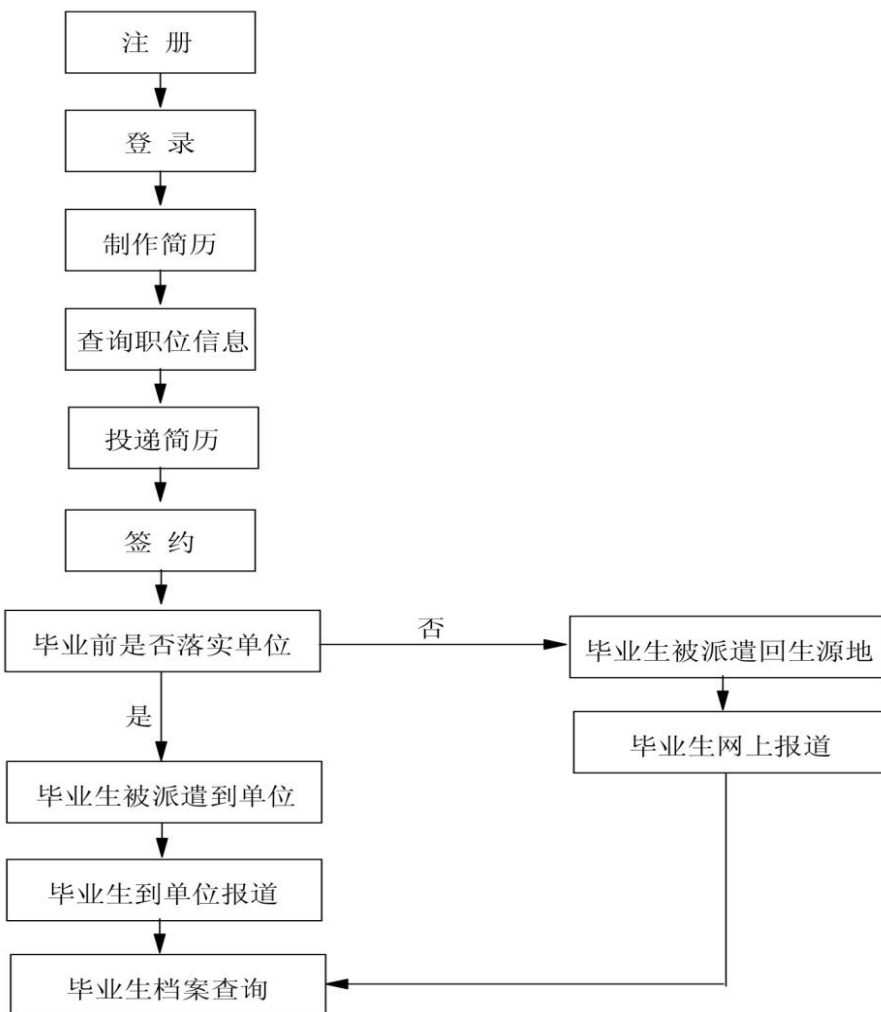 注 册
登 录
制作简历
查询职位信息
投递简历
签 约
毕业前是否落实单位
否
毕业生被派遣回生源地
是
毕业生网上报道
毕业生被派遣到单位
毕业生到单位报道
毕业生档案查询